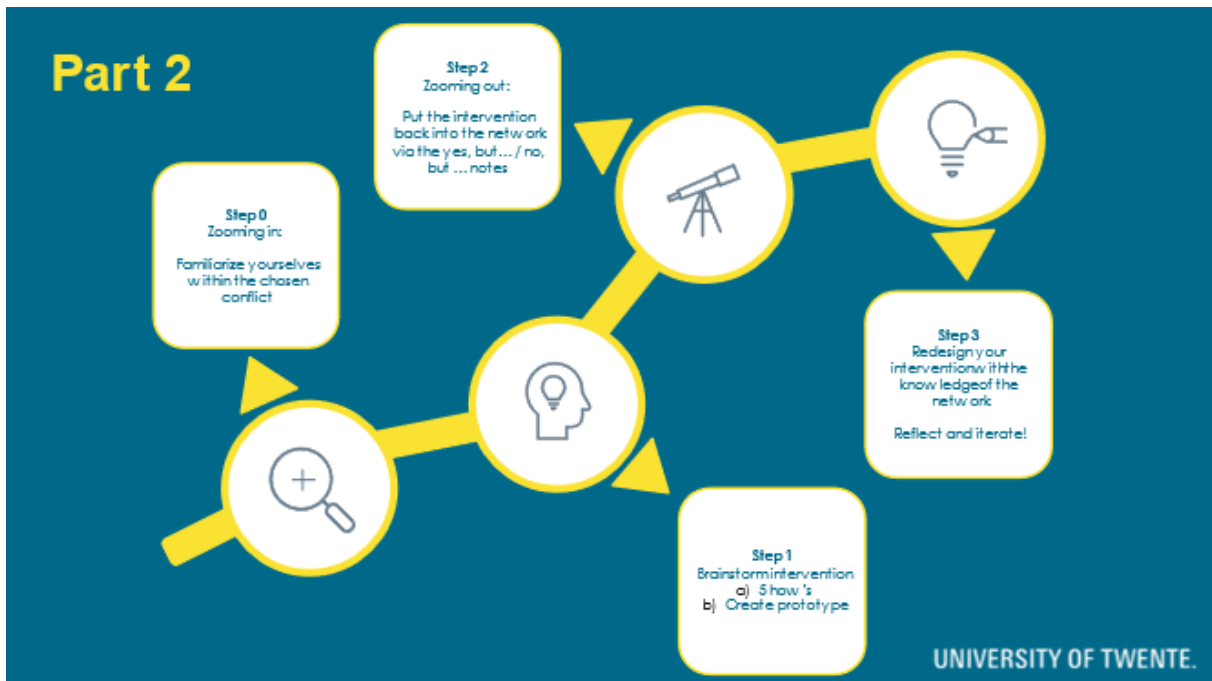 Part 2
Step 0
Zooming in:
Familiarize yourselves
within the chosen
conflict
Step 1
Brainstorm intervention
a) 5 how's
b) Create prototype
Step 2
Zooming out:
Put the intervention
back into the network
via the yes, but... / no,
but ... notes
Step 3
Redesign your
intervention with the
knowledge of the
network
Reflect and iterate!
UNIVERSITY OF TWENTE.